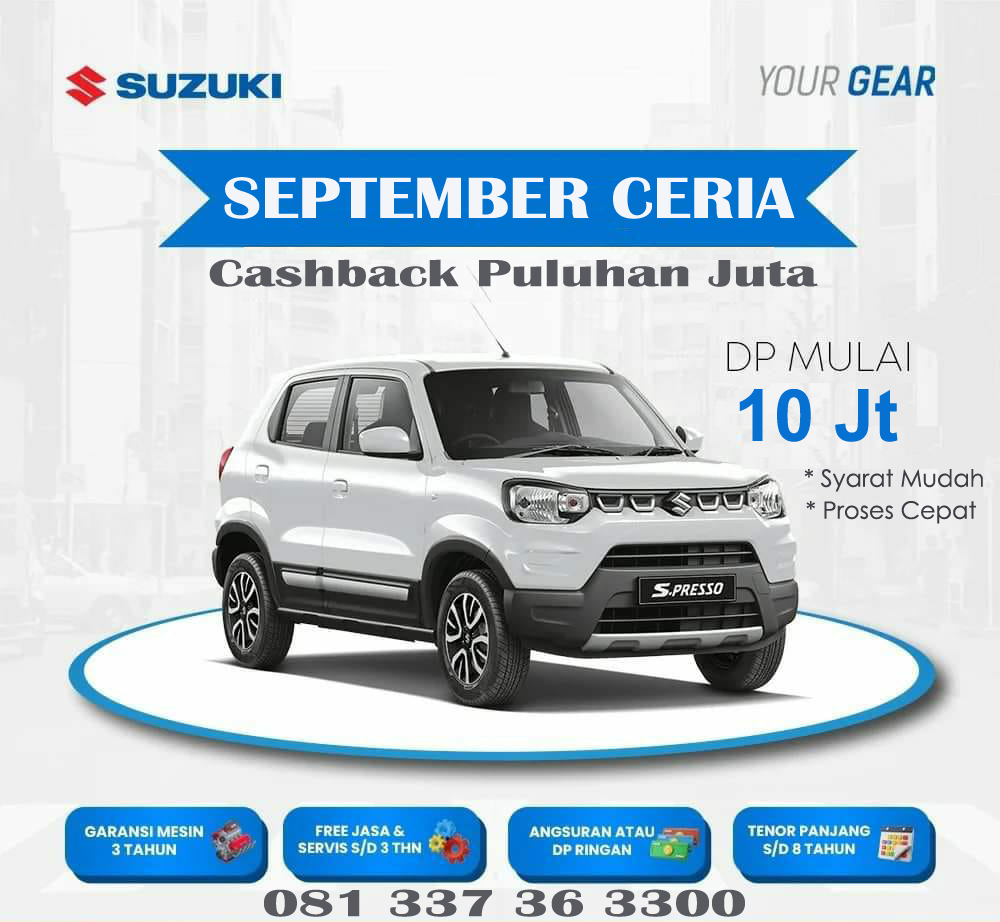 SUZUKI
YOUR GEAR
SEPTEMBER CERIA
Cashback Puluhan Juta
DP MULAI
10 Jt
* Syarat Mudah
* Proses Cepat
S.PRESSO
GARANSI MESIN
3 TAHUN
FREE JASA &
SERVIS S/D 3 THN
ANGSURAN ATAU
DP RINGAN
TENOR PANJANG
S/D 8 TAHUN
081 337 36 3300